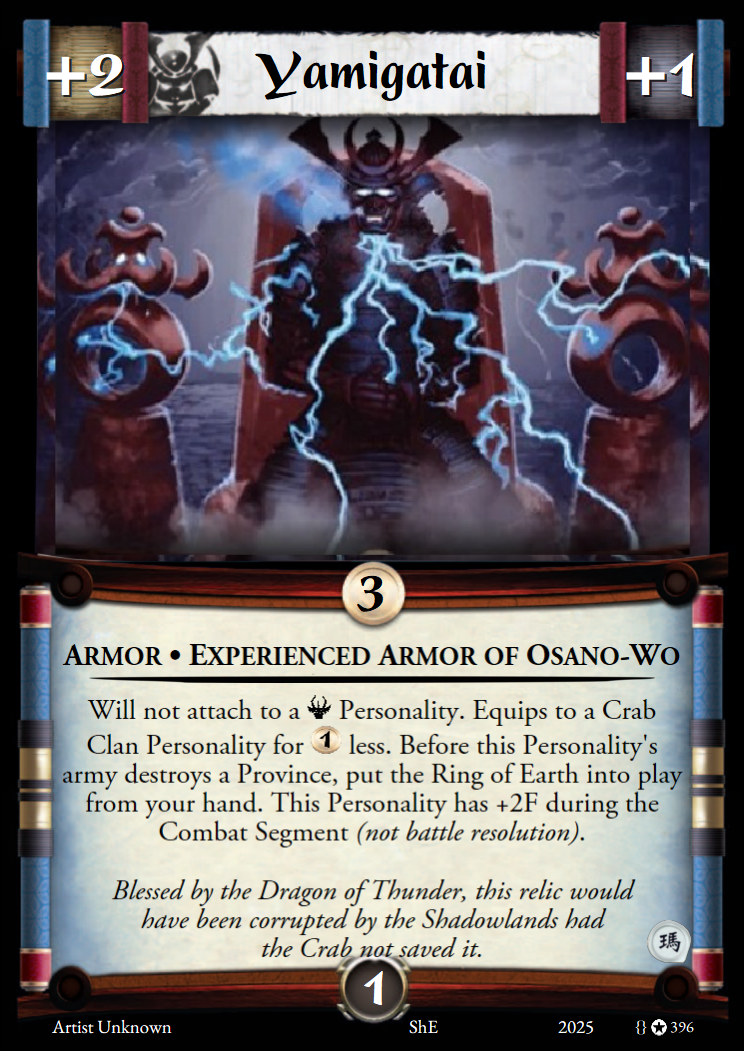 +2 Yamigatai +1
3
ARMOR • EXPERIENCED ARMOR OF OSANO-WO
Will not attach to a Personality. Equips to a Crab
Clan Personality for 1 less. Before this Personality's
army destroys a Province, put the Ring of Earth into play
from your hand. This Personality has +2F during the
Combat Segment (not battle resolution).
Blessed by the Dragon of Thunder, this relic would
have been corrupted by the Shadowlands had
the Crab not saved it.
瑪
1
Artist Unknown ShE 2025 {} ✪ 396